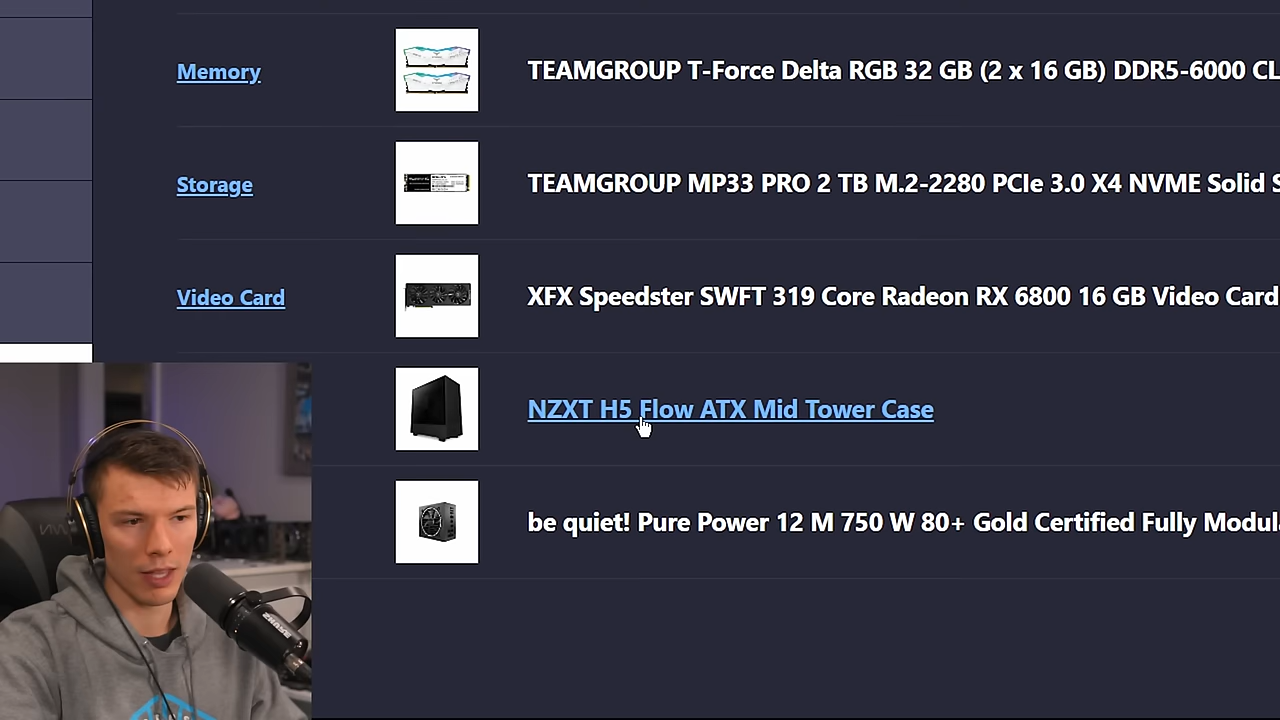 Memory
TEAMGROUP T-Force Delta RGB 32 GB (2 x 16 GB) DDR5-6000 CL
Storage
TEAMGROUP MP33 PRO 2 TB M.2-2280 PCIe 3.0 X4 NVME Solid S
Video Card
XFX Speedster SWFT 319 Core Radeon RX 6800 16 GB Video Card
NZXT H5 Flow ATX Mid Tower Case
be quiet! Pure Power 12 M 750 W 80+ Gold Certified Fully Modul